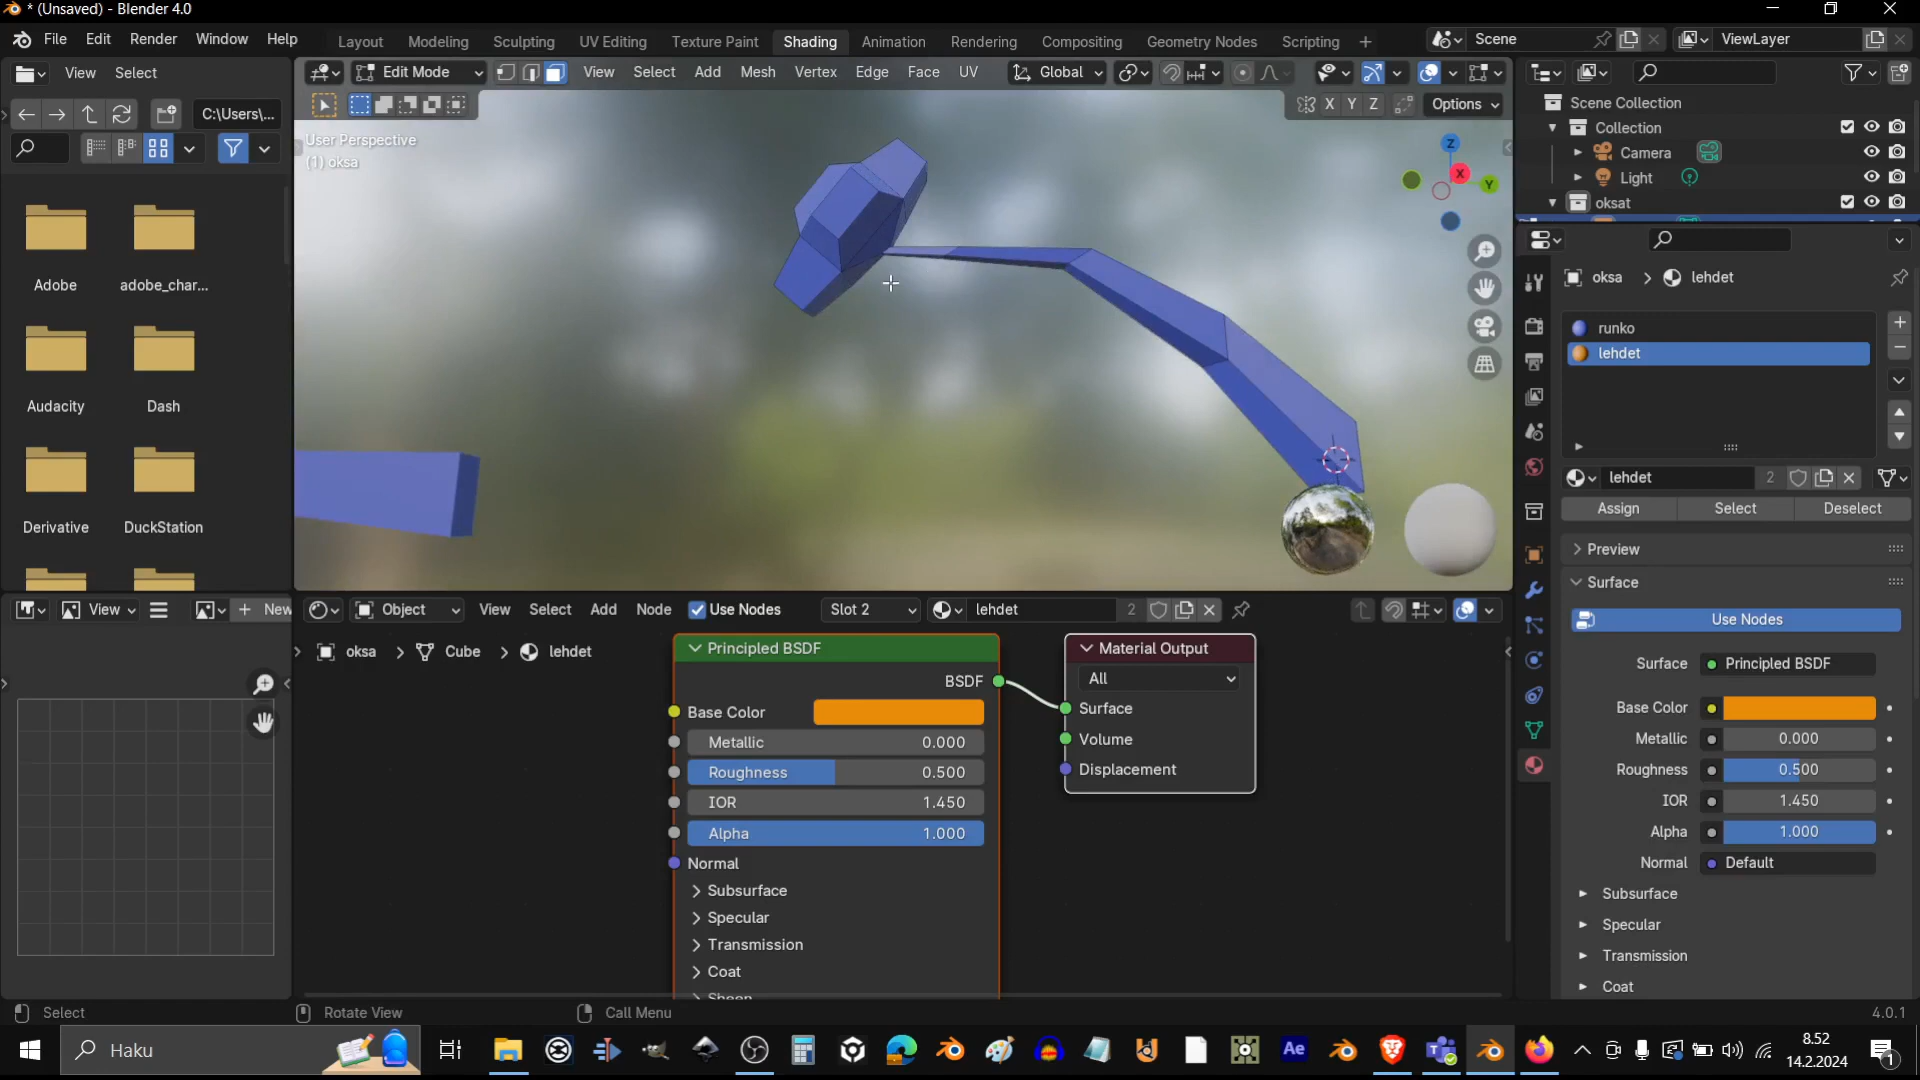 * (Unsaved) - Blender 4.0
File Edit Render Window Help
Layout Modeling Sculpting UV Editing Texture Paint Shading Animation Rendering Compositing Geometry Nodes Scripting
Scene
ViewLayer
View Select
Edit Mode
View Select Add Mesh Vertex Edge Face UV
Global
X Y Z
Options
C:\Users\...
User Perspective
(1) oksa
Z
X
Y
Adobe
adobe_char...
Audacity
Dash
Derivative
DuckStation
Scene Collection
Collection
Camera
Light
oksat
oksa
lehdet
runko
lehdet
lehdet
2
Assign
Select
Deselect
Preview
Surface
Use Nodes
Surface
Principled BSDF
Base Color
Metallic
0.000
Roughness
0.500
IOR
1.450
Alpha
1.000
Normal
Default
Subsurface
Specular
Transmission
Coat
View
New
Object
View Select Add Node
Use Nodes
Slot 2
lehdet
2
oksa
Cube
lehdet
Principled BSDF
BSDF
Base Color
Metallic 0.000
Roughness 0.500
IOR 1.450
Alpha 1.000
Normal
Subsurface
Specular
Transmission
Coat
Sheen
Material Output
All
Surface
Volume
Displacement
Select
Rotate View
Call Menu
4.0.1
Haku
Ae
8.52
14.2.2024
1